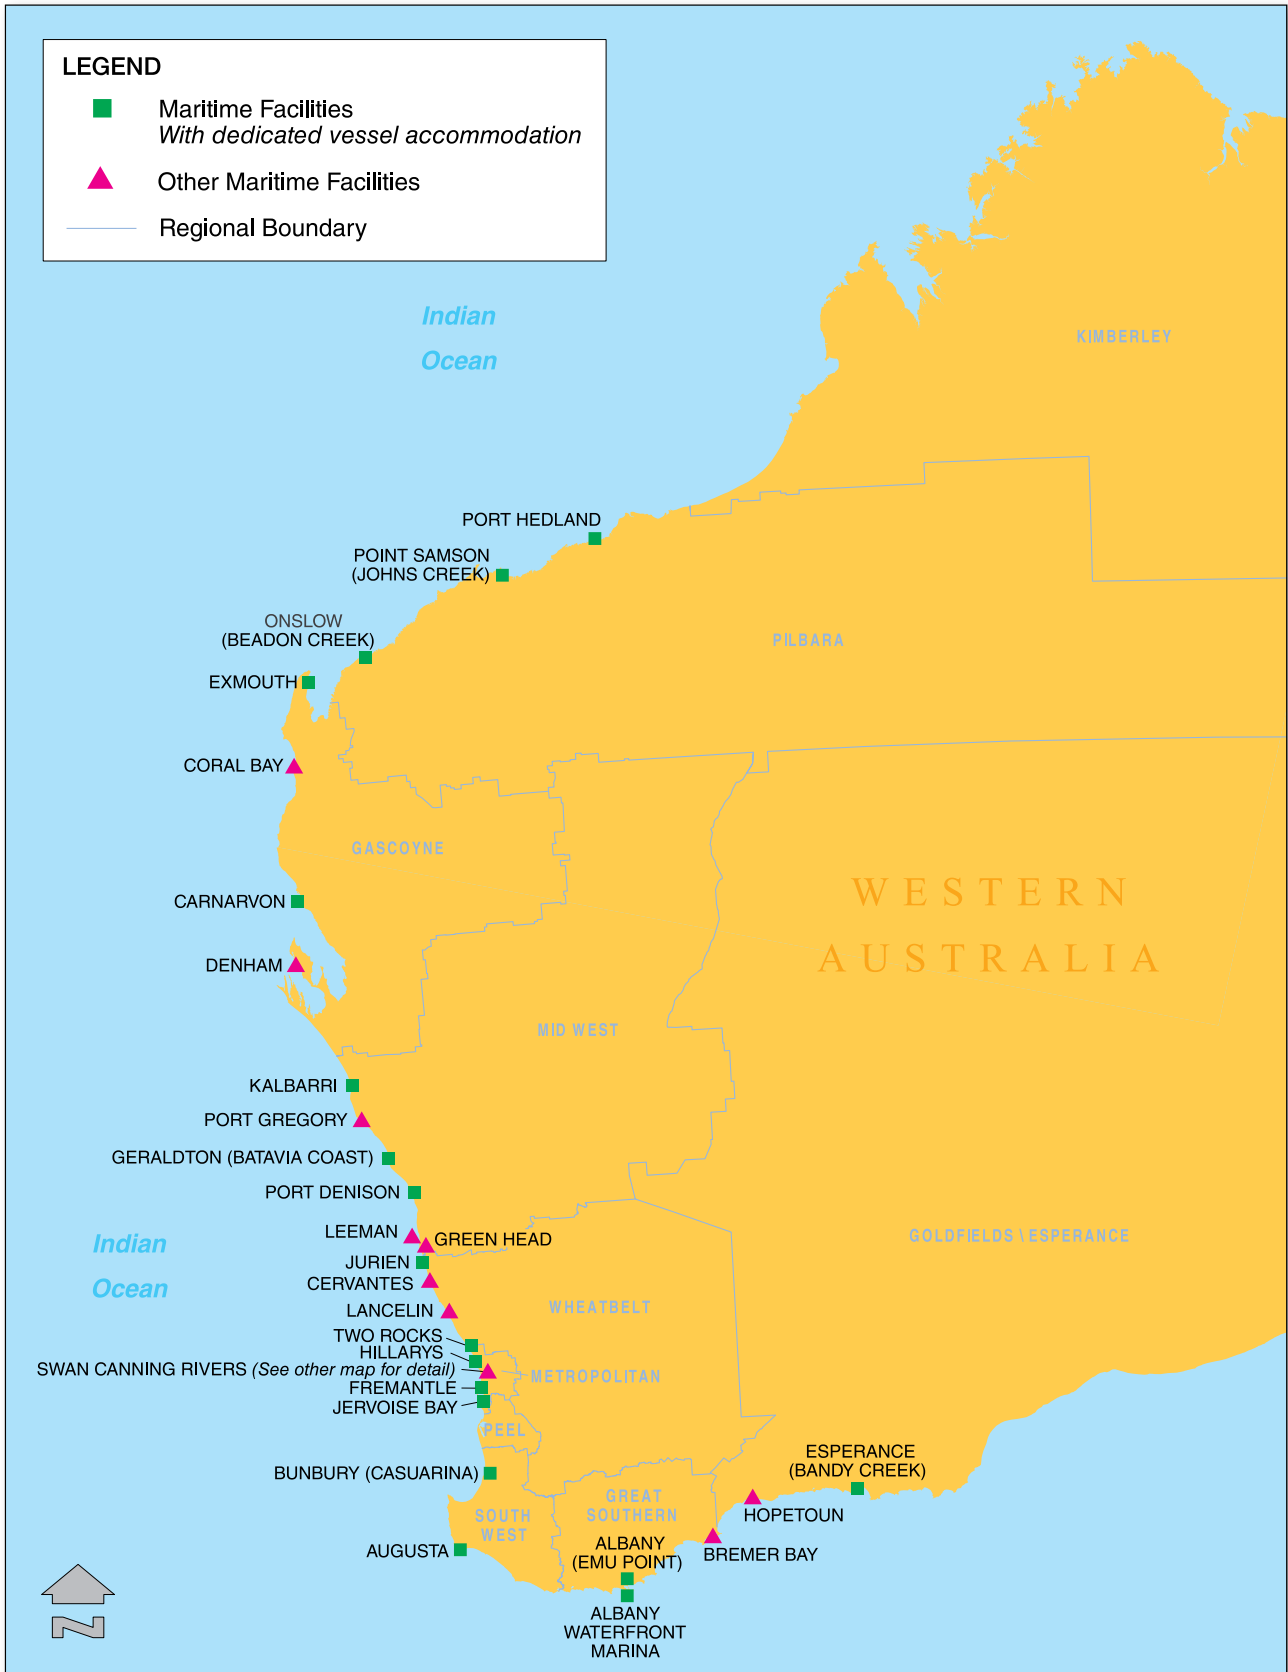 LEGEND
Maritime Facilities
With dedicated vessel accommodation
Other Maritime Facilities
Regional Boundary
Indian
Ocean
KIMBERLEY
PORT HEDLAND
POINT SAMSON
(JOHNS CREEK)
ONSLOW
(BEADON CREEK)
PILBARA
EXMOUTH
CORAL BAY
GASCOYNE
WESTERN
AUSTRALIA
CARNARVON
DENHAM
MID WEST
KALBARRI
PORT GREGORY
GERALDTON (BATAVIA COAST)
PORT DENISON
LEEMAN
GREEN HEAD
GOLDFIELDS \ ESPERANCE
Indian
Ocean
JURIEN
CERVANTES
LANCELIN
WHEATBELT
TWO ROCKS
HILLARYS
SWAN CANNING RIVERS (See other map for detail)
METROPOLITAN
FREMANTLE
JERVOISE BAY
PEEL
BUNBURY (CASUARINA)
ESPERANCE
(BANDY CREEK)
GREAT
SOUTHERN
HOPETOUN
SOUTH
WEST
AUGUSTA
ALBANY
(EMU POINT)
BREMER BAY
ALBANY
WATERFRONT
MARINA
N